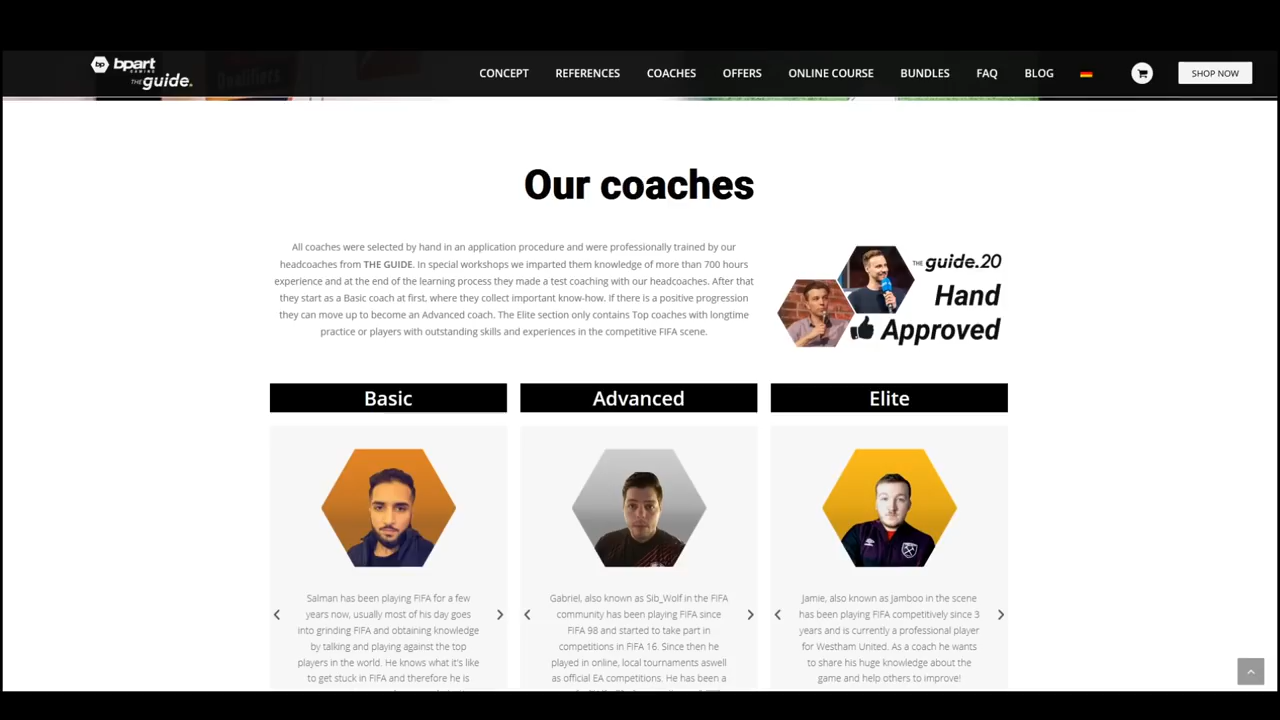 bp bpart
GAMING
THE guide.
CONCEPT REFERENCES COACHES OFFERS ONLINE COURSE BUNDLES FAQ BLOG SHOP NOW
Our coaches
All coaches were selected by hand in an application procedure and were professionally trained by our
headcoaches from THE GUIDE. In special workshops we imparted them knowledge of more than 700 hours
experience and at the end of the learning process they made a test coaching with our headcoaches. After that
they start as a Basic coach at first, where they collect important know-how. If there is a positive progression
they can move up to become an Advanced coach. The Elite section only contains Top coaches with longtime
practice or players with outstanding skills and experiences in the competitive FIFA scene.
THE guide.20
Hand
Approved
Basic
Salman has been playing FIFA for a few
years now, usually most of his day goes
into grinding FIFA and obtaining knowledge
by talking and playing against the top
players in the world. He knows what it's like
to get stuck in FIFA and therefore he is
Advanced
Gabriel, also known as Sib_Wolf in the FIFA
community has been playing FIFA since
FIFA 98 and started to take part in
competitions in FIFA 16. Since then he
played in online, local tournaments aswell
as official EA competitions. He has been a
Elite
Jamie, also known as Jamboo in the scene
has been playing FIFA competitively since 3
years and is currently a professional player
for Westham United. As a coach he wants
to share his huge knowledge about the
game and help others to improve!